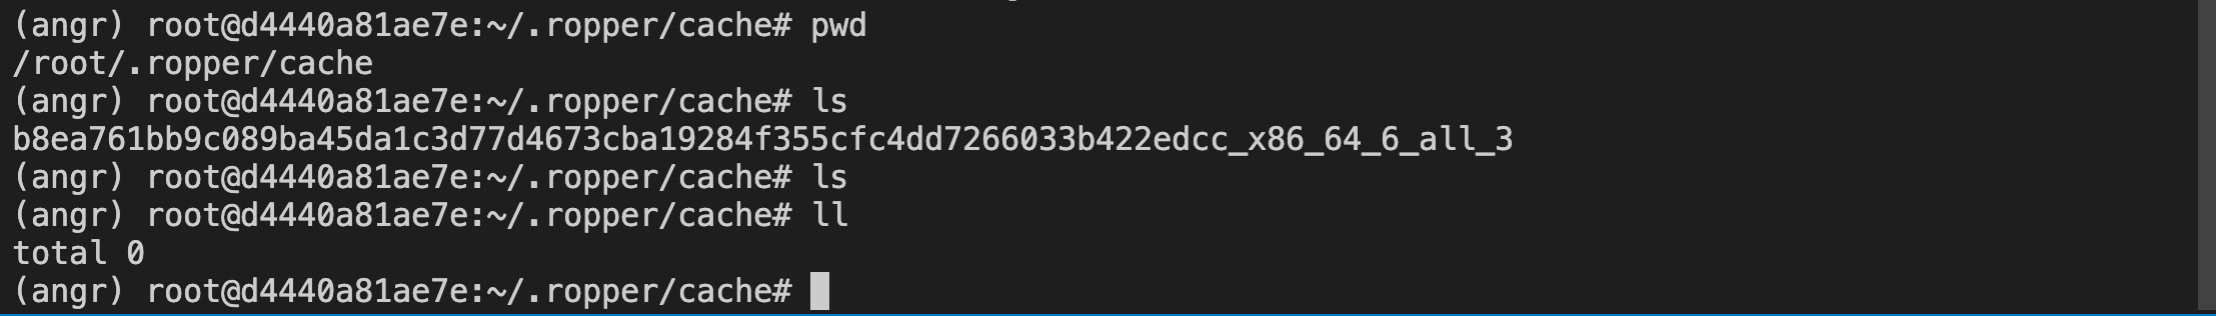 (angr) root@d4440a81ae7e:~/.ropper/cache# pwd
/root/.ropper/cache
(angr) root@d4440a81ae7e:~/.ropper/cache# ls
b8ea761bb9c089ba45da1c3d77d4673cba19284f355cfc4dd7266033b422edcc_x86_64_6_all_3
(angr) root@d4440a81ae7e:~/.ropper/cache# ls
(angr) root@d4440a81ae7e:~/.ropper/cache# ll
total 0
(angr) root@d4440a81ae7e:~/.ropper/cache#